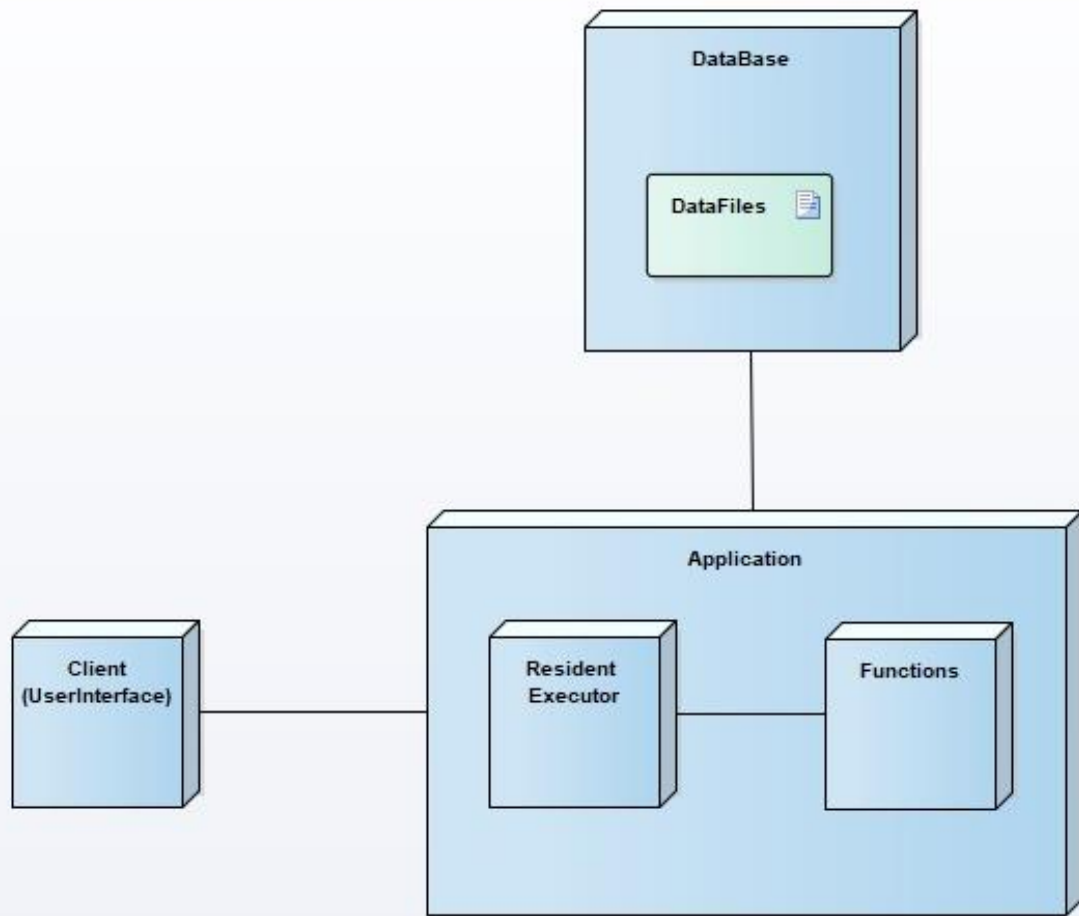 DataBase
DataFiles
Application
Client
(UserInterface)
Resident
Executor
Functions